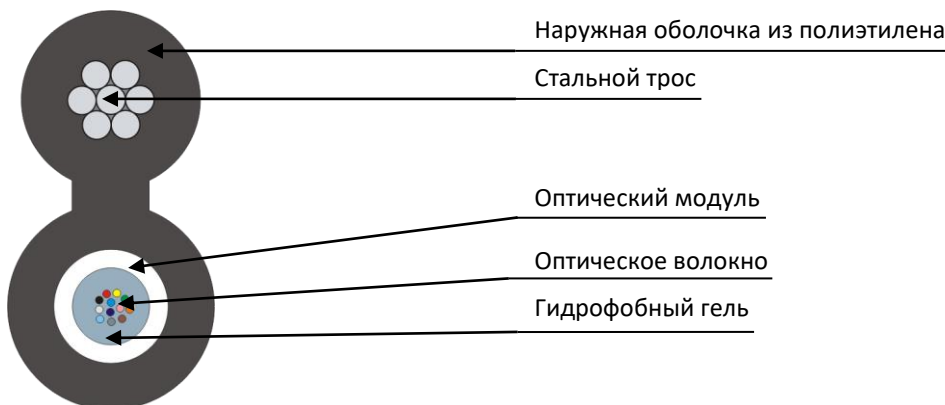 Наружная оболочка из полиэтилена
Стальной трос
Оптический модуль
Оптическое волокно
Гидрофобный гель